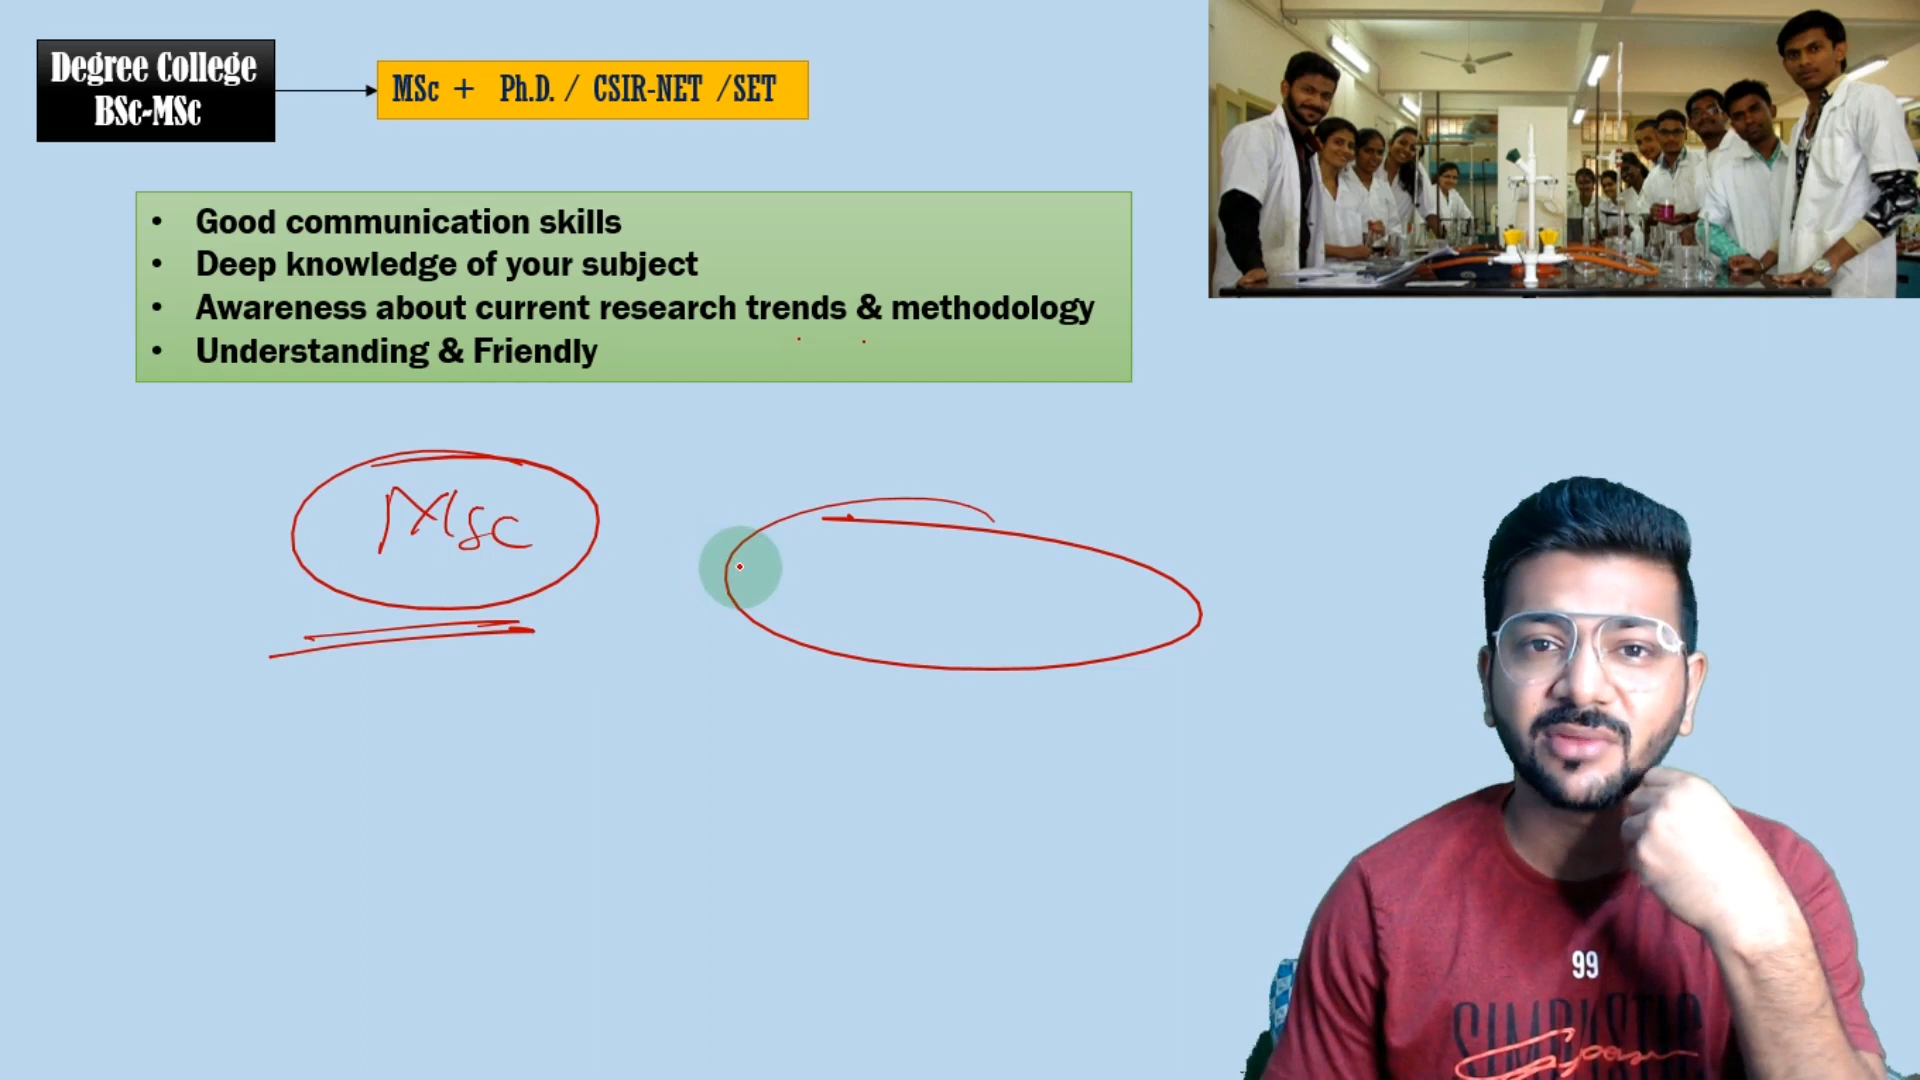 Degree College
BSc-MSc
MSc + Ph.D. / CSIR-NET /SET
• Good communication skills
• Deep knowledge of your subject
• Awareness about current research trends & methodology
• Understanding & Friendly
MSc
99